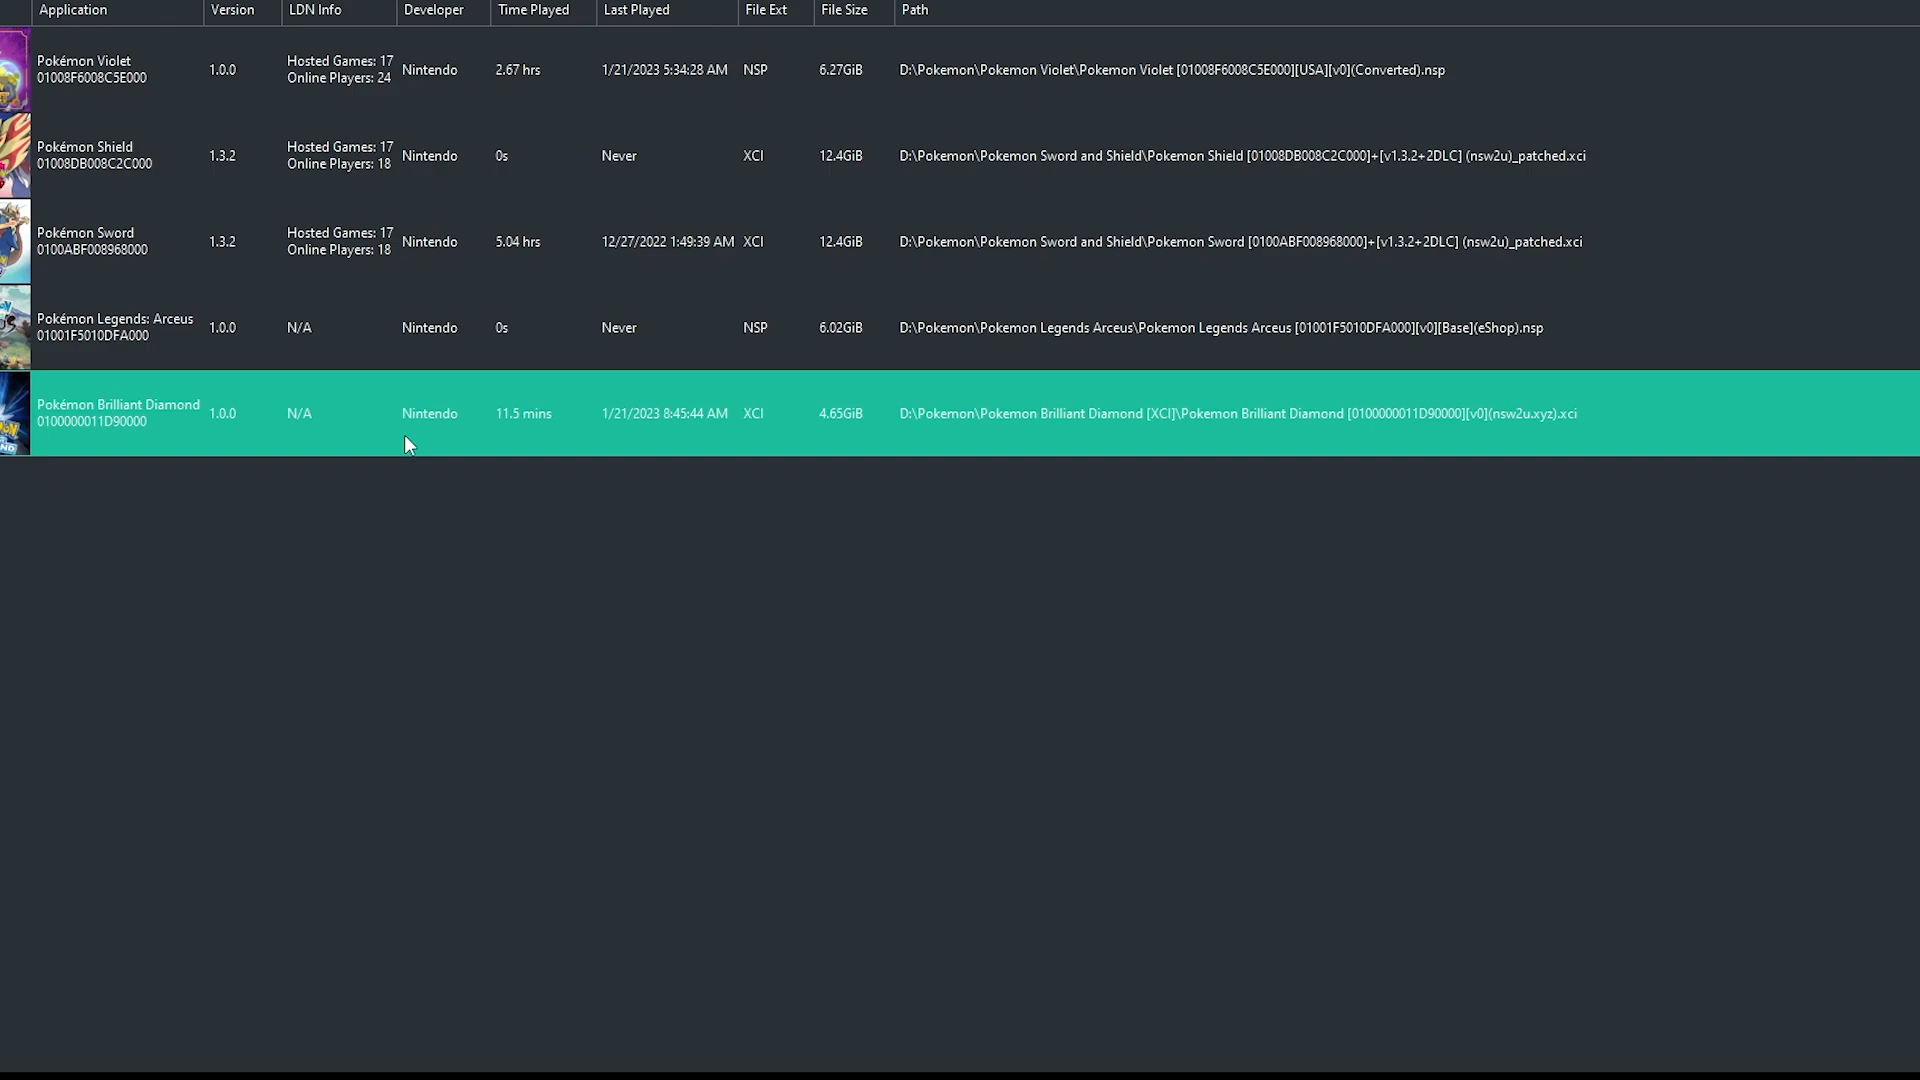 Application Version LDN Info Developer Time Played Last Played File Ext File Size Path
Pokémon Violet
01008F6008C5E000
1.0.0
Hosted Games: 17
Online Players: 24
Nintendo
2.67 hrs
1/21/2023 5:34:28 AM
NSP
6.27GiB
D:\Pokemon\Pokemon Violet\Pokemon Violet [01008F6008C5E000][USA][v0](Converted).nsp
Pokémon Shield
01008DB008C2C000
1.3.2
Hosted Games: 17
Online Players: 18
Nintendo
0s
Never
XCI
12.4GiB
D:\Pokemon\Pokemon Sword and Shield\Pokemon Shield [01008DB008C2C000]+[v1.3.2+2DLC] (nsw2u)_patched.xci
Pokémon Sword
0100ABF008968000
1.3.2
Hosted Games: 17
Online Players: 18
Nintendo
5.04 hrs
12/27/2022 1:49:39 AM
XCI
12.4GiB
D:\Pokemon\Pokemon Sword and Shield\Pokemon Sword [0100ABF008968000]+[v1.3.2+2DLC] (nsw2u)_patched.xci
Pokémon Legends: Arceus
01001F5010DFA000
1.0.0
N/A
Nintendo
0s
Never
NSP
6.02GiB
D:\Pokemon\Pokemon Legends Arceus\Pokemon Legends Arceus [01001F5010DFA000][v0][Base](eShop).nsp
Pokémon Brilliant Diamond
0100000011D90000
1.0.0
N/A
Nintendo
11.5 mins
1/21/2023 8:45:44 AM
XCI
4.65GiB
D:\Pokemon\Pokemon Brilliant Diamond [XCI]\Pokemon Brilliant Diamond [0100000011D90000][v0](nsw2u.xyz).xci